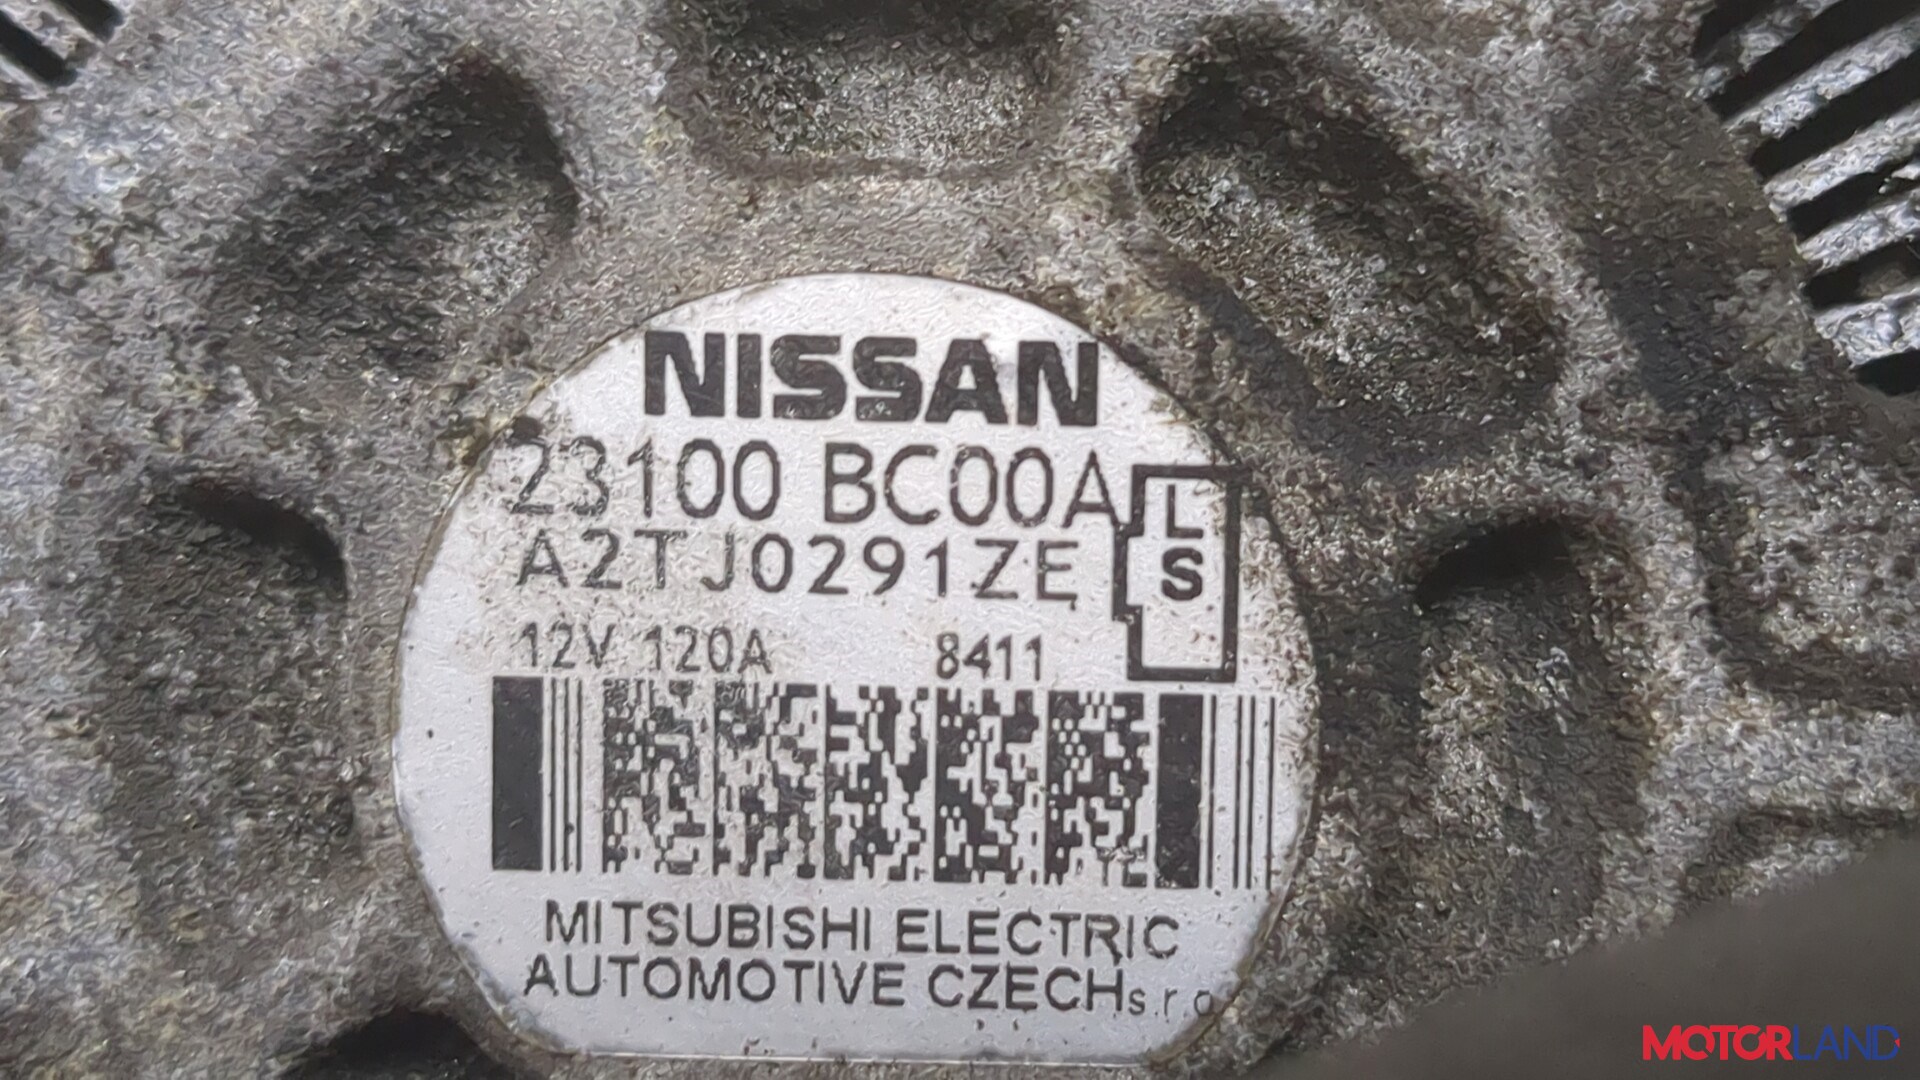 NISSAN
23100 BC00A
A2TJ0291ZE
L
S
12V 120A 8411
MITSUBISHI ELECTRIC
AUTOMOTIVE CZECH s.r.o
MOTORLAND